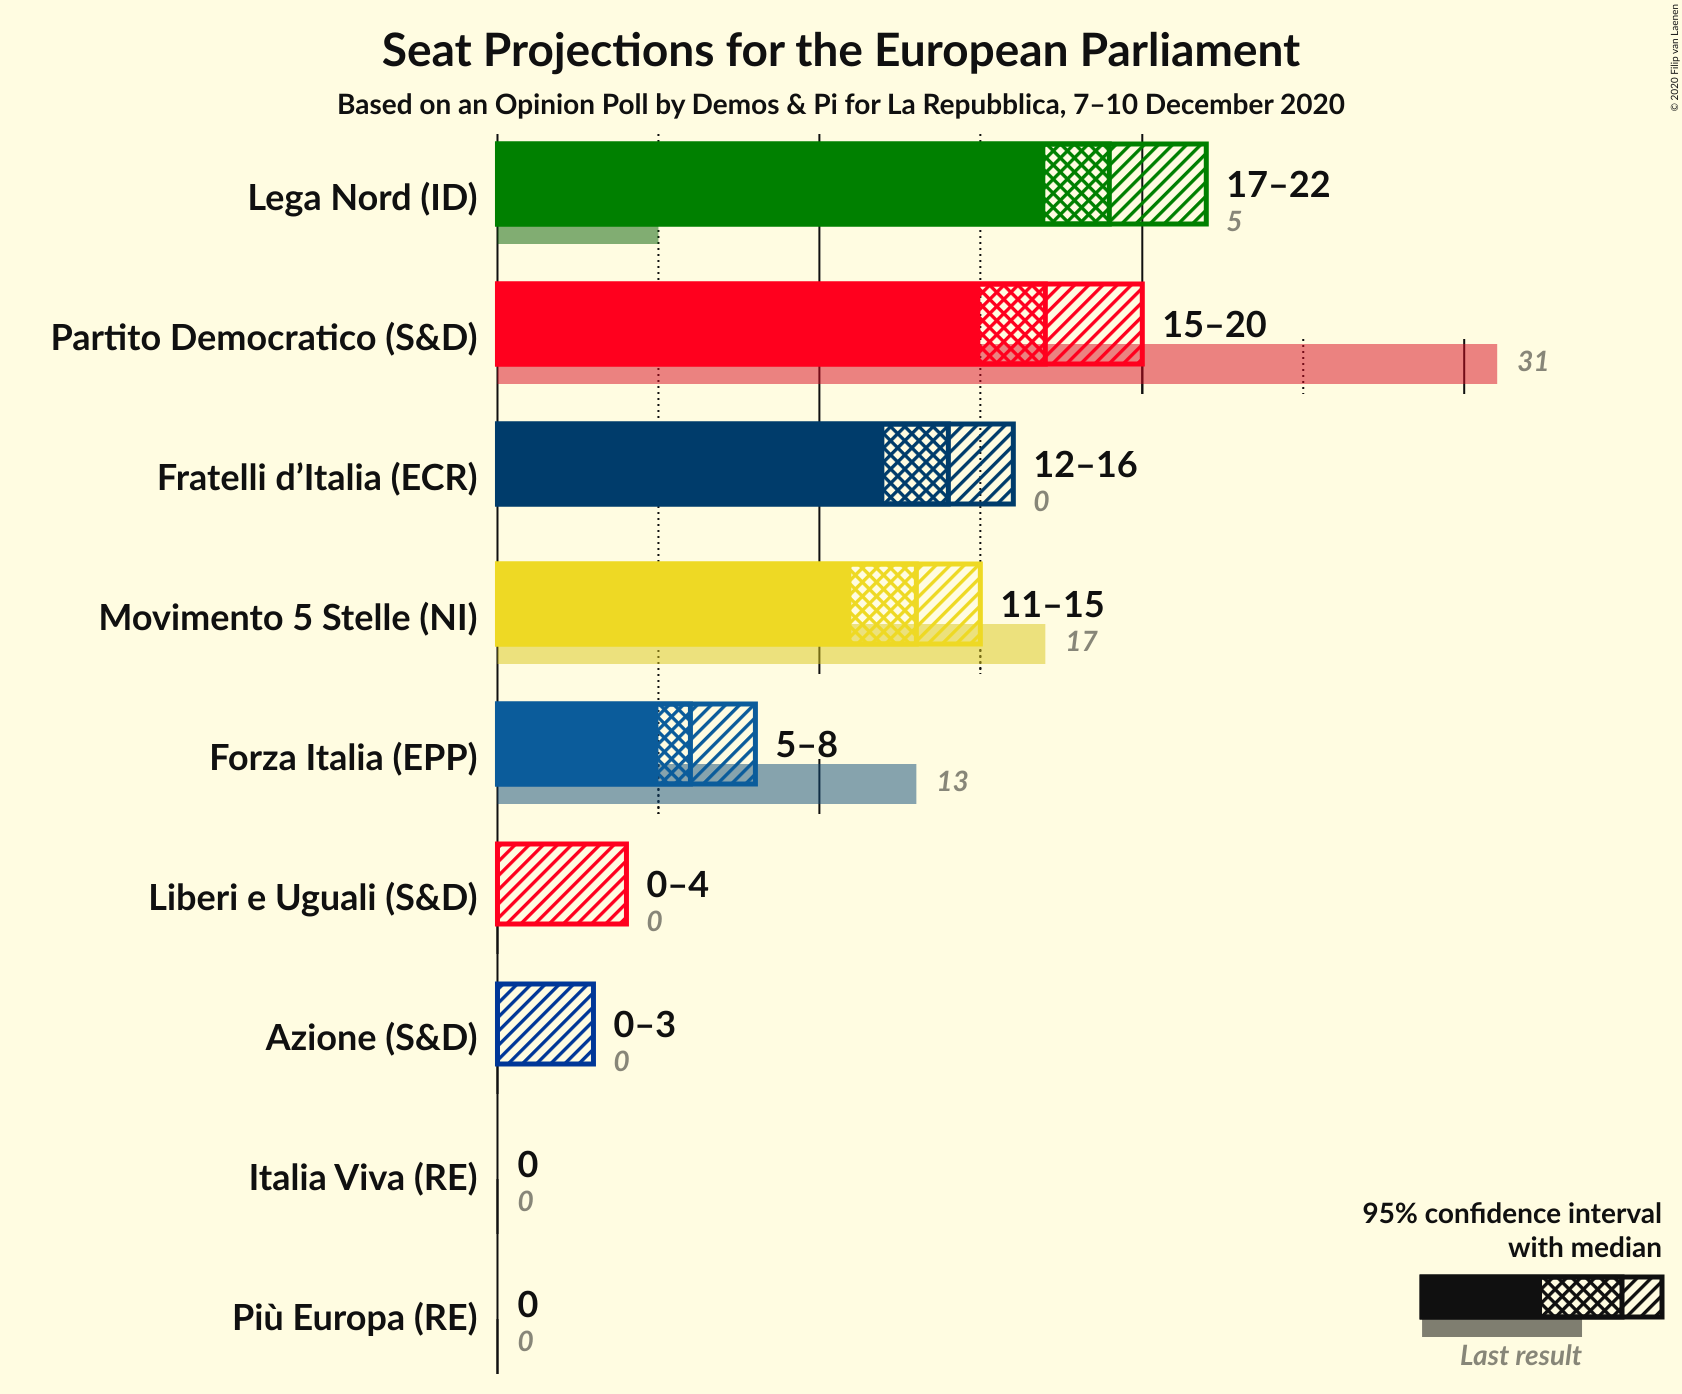 Seat Projections for the European Parliament
Based on an Opinion Poll by Demos & Pi for La Repubblica, 7–10 December 2020
© 2020 Filip van Laenen
Lega Nord (ID)
17–22
5
Partito Democratico (S&D)
15–20
31
Fratelli d’Italia (ECR)
12–16
0
Movimento 5 Stelle (NI)
11–15
17
Forza Italia (EPP)
5–8
13
Liberi e Uguali (S&D)
0–4
0
Azione (S&D)
0–3
0
Italia Viva (RE)
0
0
Più Europa (RE)
0
0
95% confidence interval
with median
Last result